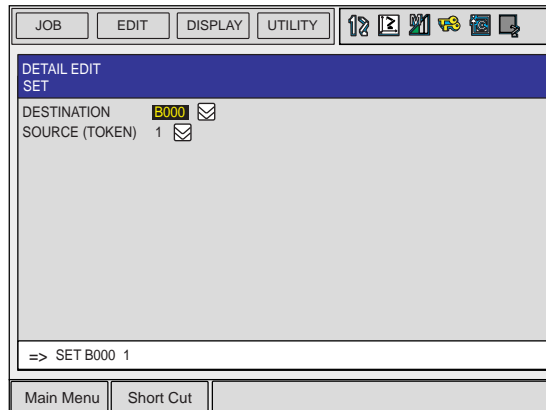 JOB EDIT DISPLAY UTILITY
DETAIL EDIT
SET
DESTINATION B000
SOURCE (TOKEN) 1
=> SET B000 1
Main Menu Short Cut